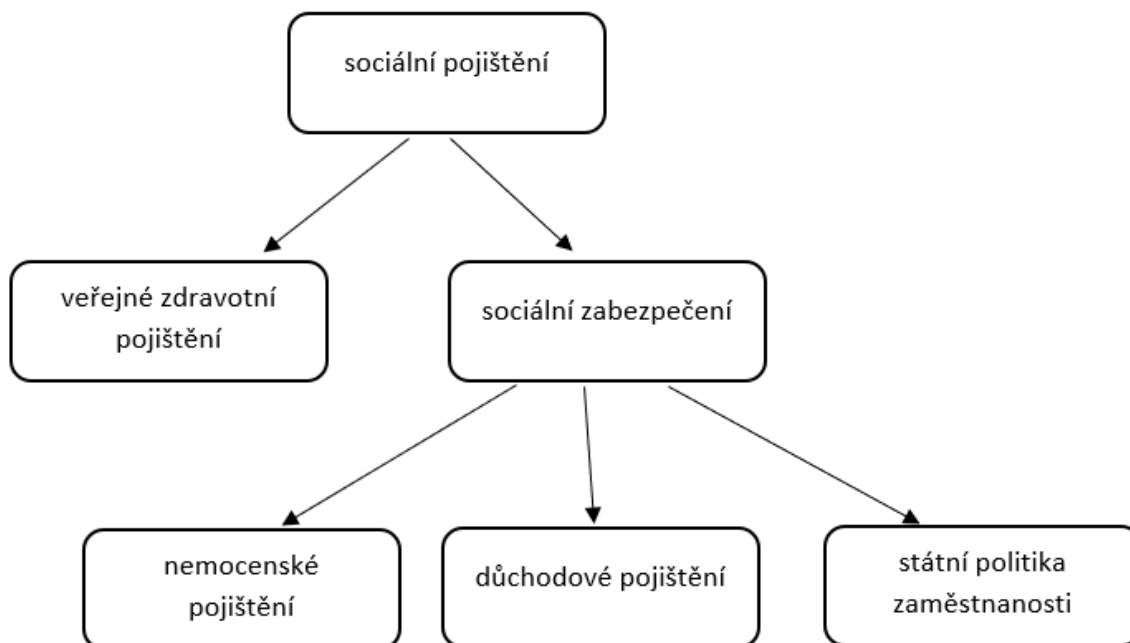 sociální pojištění
veřejné zdravotní
pojištění
sociální zabezpečení
nemocenské
pojištění
důchodové pojištění
státní politika
zaměstnanosti